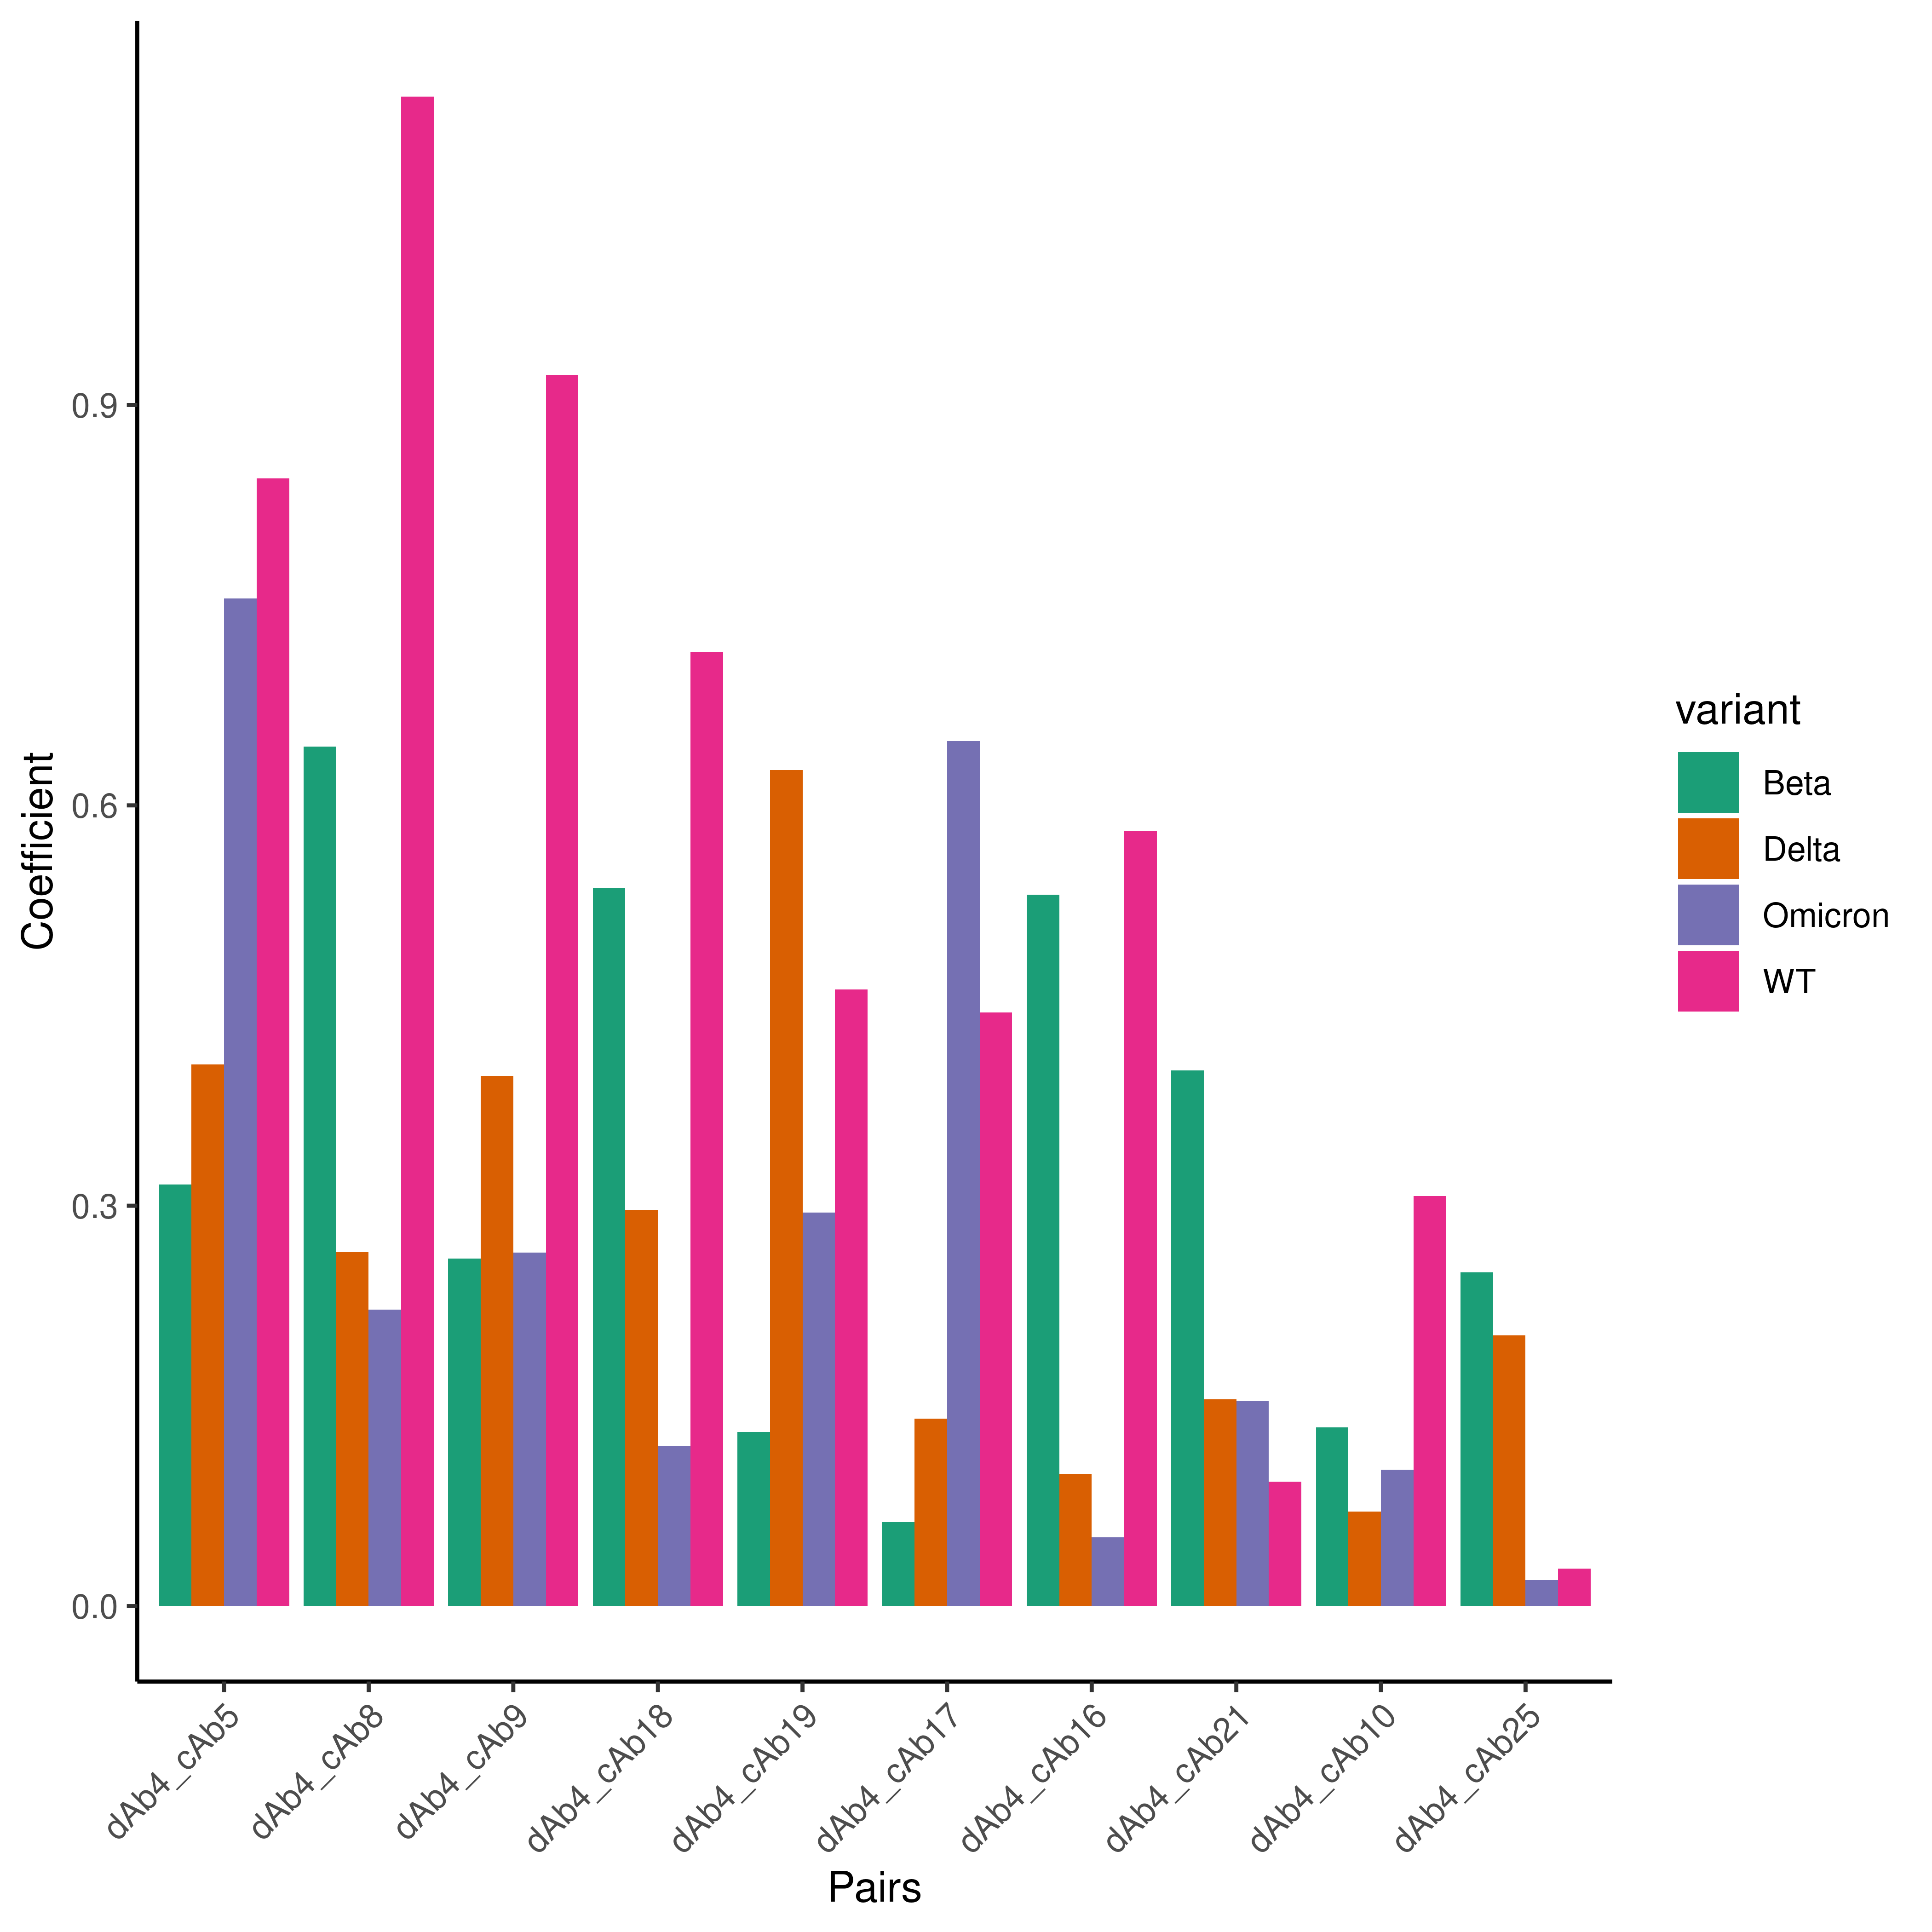 Coefficient
0.9
0.6
0.3
0.0
dAb4_cAb5
dAb4_cAb8
dAb4_cAb9
dAb4_cAb18
dAb4_cAb19
dAb4_cAb17
dAb4_cAb16
dAb4_cAb21
dAb4_cAb10
dAb4_cAb25
Pairs
variant
Beta
Delta
Omicron
WT